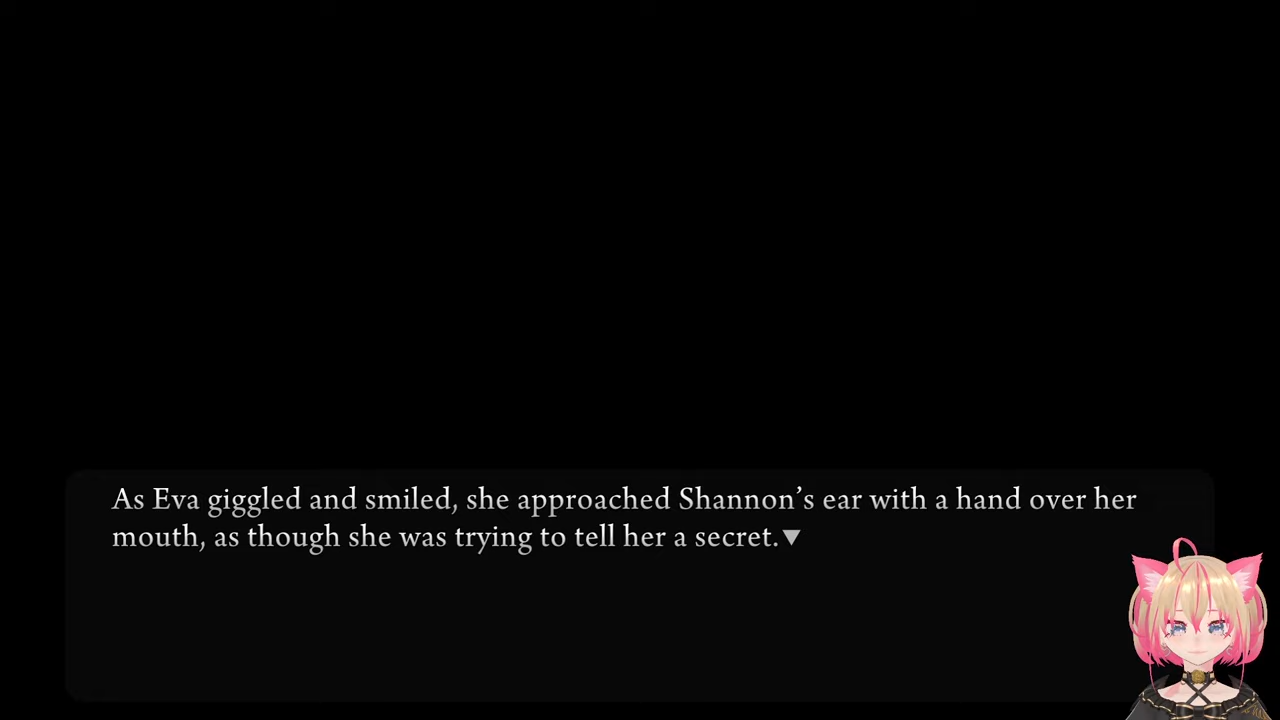 As Eva giggled and smiled, she approached Shannon’s ear with a hand over her
mouth, as though she was trying to tell her a secret.